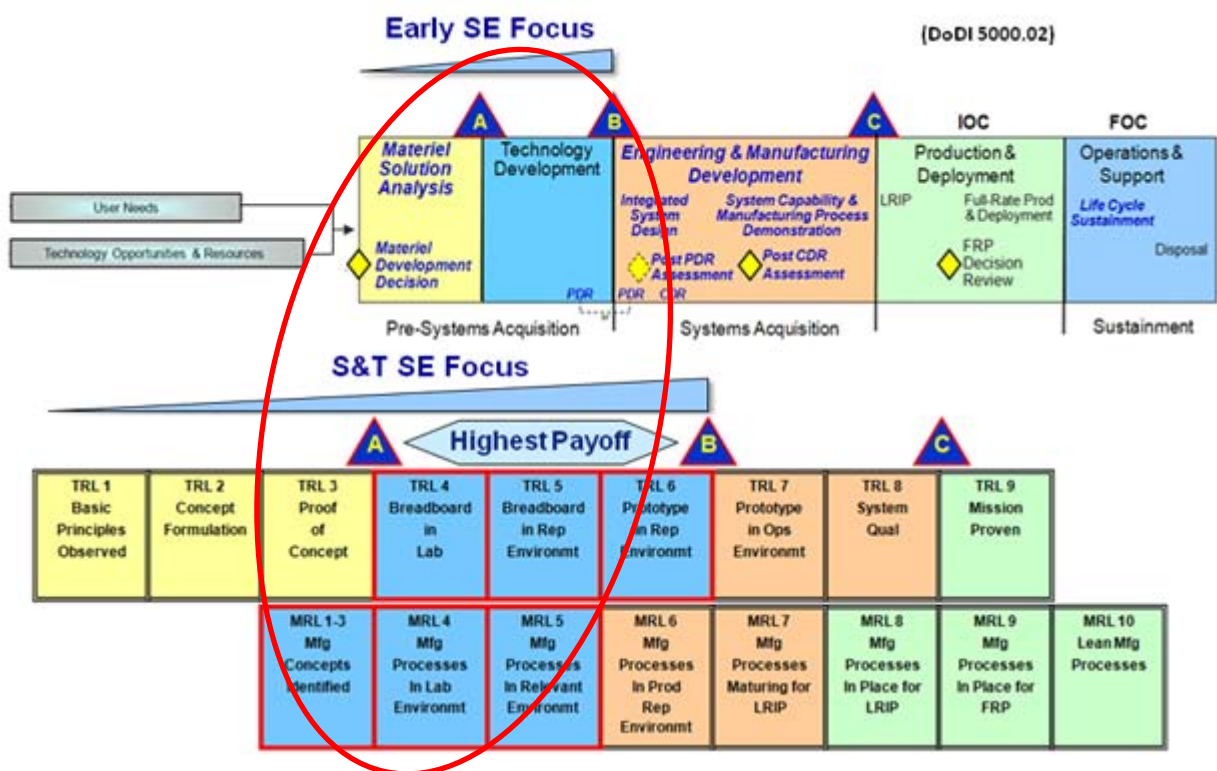 Early SE Focus
(DoDI 5000.02)
A
B
C
IOC
FOC
Materiel
Solution
Analysis
Technology
Development
Engineering & Manufacturing
Development
Production &
Deployment
Operations &
Support
User Needs
Technology Opportunities & Resources
Materiel
Development
Decision
Integrated
System
Design
System Capability &
Manufacturing Process
Demonstration
Post PDR
Assessment
Post CDR
Assessment
LRIP
Full-Rate Prod
& Deployment
FRP
Decision
Review
Life Cycle
Sustainment
Disposal
PDR
PDR
CDR
Pre-Systems Acquisition
Systems Acquisition
Sustainment
S&T SE Focus
A
Highest Payoff
B
C
TRL 1
Basic
Principles
Observed
TRL 2
Concept
Formulation
TRL 3
Proof
of
Concept
TRL 4
Breadboard
in
Lab
TRL 5
Breadboard
in Rep
Environmt
TRL 6
Prototype
in Rep
Environmt
TRL 7
Prototype
in Ops
Environmt
TRL 8
System
Qual
TRL 9
Mission
Proven
MRL 1-3
Mfg
Concepts
Identified
MRL 4
Mfg
Processes
In Lab
Environmt
MRL 5
Mfg
Processes
In Relevant
Environmt
MRL 6
Mfg
Processes
In Prod
Rep
Environmt
MRL 7
Mfg
Processes
Maturing for
LRIP
MRL 8
Mfg
Processes
In Place for
LRIP
MRL 9
Mfg
Processes
In Place for
FRP
MRL 10
Lean Mfg
Processes